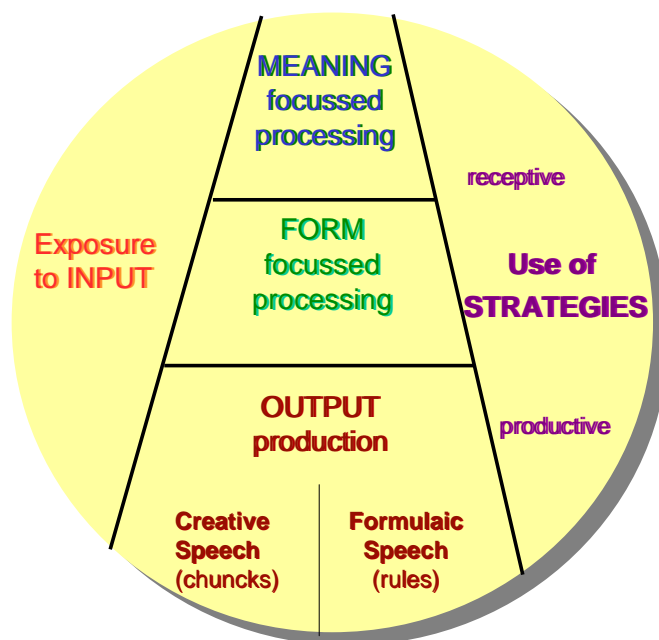 Exposure
to INPUT
MEANING
focussed
processing
FORM
focussed
processing
OUTPUT
production
Creative
Speech
(chuncks)
Formulaic
Speech
(rules)
receptive
Use of
STRATEGIES
productive